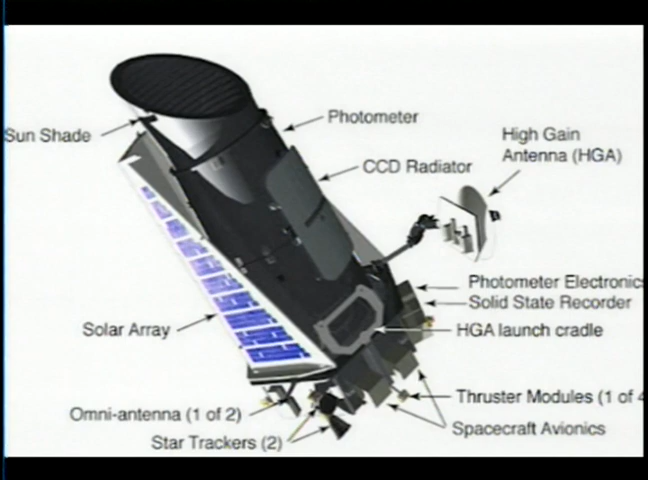 Sun Shade
Photometer
CCD Radiator
High Gain
Antenna (HGA)
Photometer Electronics
Solid State Recorder
HGA launch cradle
Solar Array
Thruster Modules (1 of 4
Omni-antenna (1 of 2)
Spacecraft Avionics
Star Trackers (2)